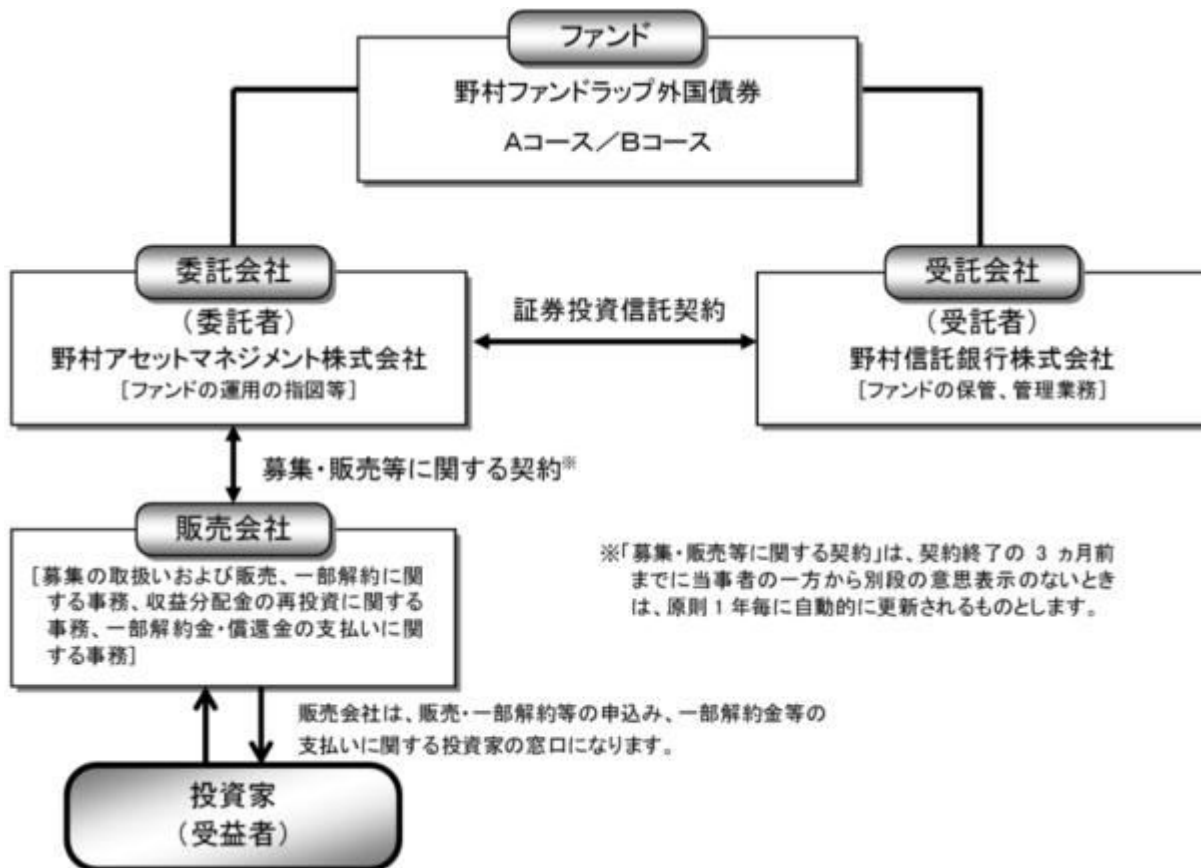 ファンド
野村ファンドラップ外国債券
Aコース／Bコース
委託会社
（委託者）
野村アセットマネジメント株式会社
［ファンドの運用の指図等］
証券投資信託契約
受託会社
（受託者）
野村信託銀行株式会社
［ファンドの保管、管理業務］
募集・販売等に関する契約※
販売会社
［募集の取扱いおよび販売、一部解約に関
する事務、収益分配金の再投資に関する
事務、一部解約金・償還金の支払いに関
する事務］
※「募集・販売等に関する契約」は、契約終了の 3 ヵ月前
までに当事者の一方から別段の意思表示のないとき
は、原則 1 年毎に自動的に更新されるものとします。
販売会社は、販売・一部解約等の申込み、一部解約金等の
支払いに関する投資家の窓口になります。
投資家
（受益者）